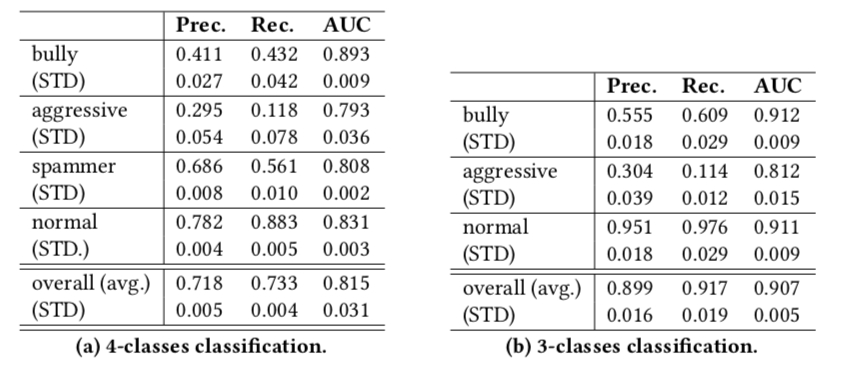 Prec. Rec. AUC
bully 0.411 0.432 0.893
(STD) 0.027 0.042 0.009
aggressive 0.295 0.118 0.793
(STD) 0.054 0.078 0.036
spammer 0.686 0.561 0.808
(STD) 0.008 0.010 0.002
normal 0.782 0.883 0.831
(STD.) 0.004 0.005 0.003
overall (avg.) 0.718 0.733 0.815
(STD) 0.005 0.004 0.031
(a) 4-classes classification.
Prec. Rec. AUC
bully 0.555 0.609 0.912
(STD) 0.018 0.029 0.009
aggressive 0.304 0.114 0.812
(STD) 0.039 0.012 0.015
normal 0.951 0.976 0.911
(STD) 0.018 0.029 0.009
overall (avg.) 0.899 0.917 0.907
(STD) 0.016 0.019 0.005
(b) 3-classes classification.